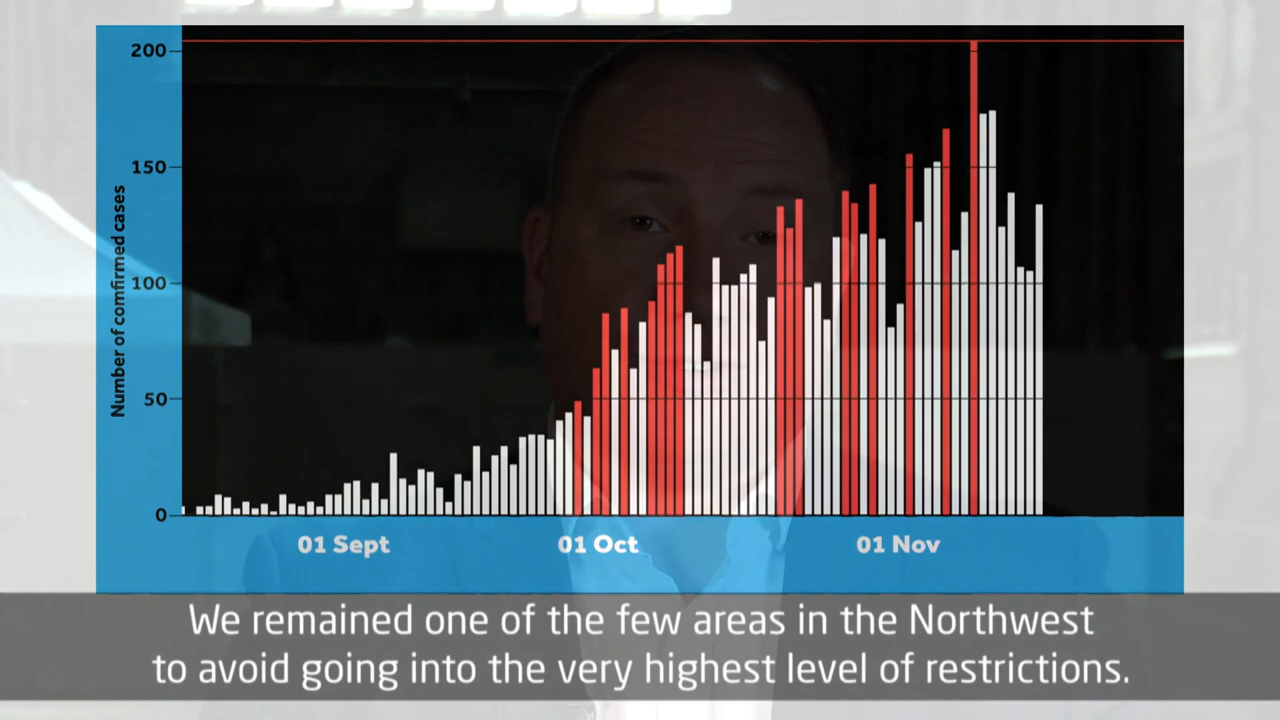 200
150
100
50
0
Number of comfirmed cases
01 Sept
01 Oct
01 Nov
We remained one of the few areas in the Northwest
to avoid going into the very highest level of restrictions.